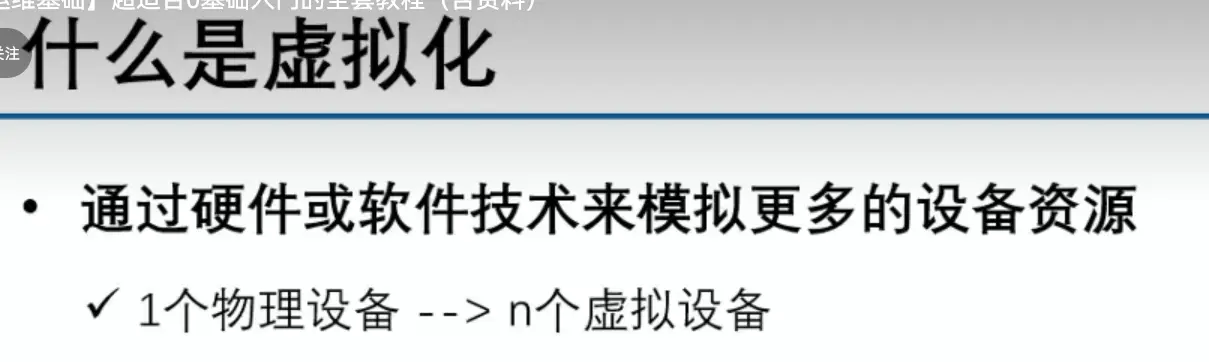 运维基础】超适合0基础入门的全套教程（含资料）
关注
什么是虚拟化
• 通过硬件或软件技术来模拟更多的设备资源
✓ 1个物理设备 --> n个虚拟设备